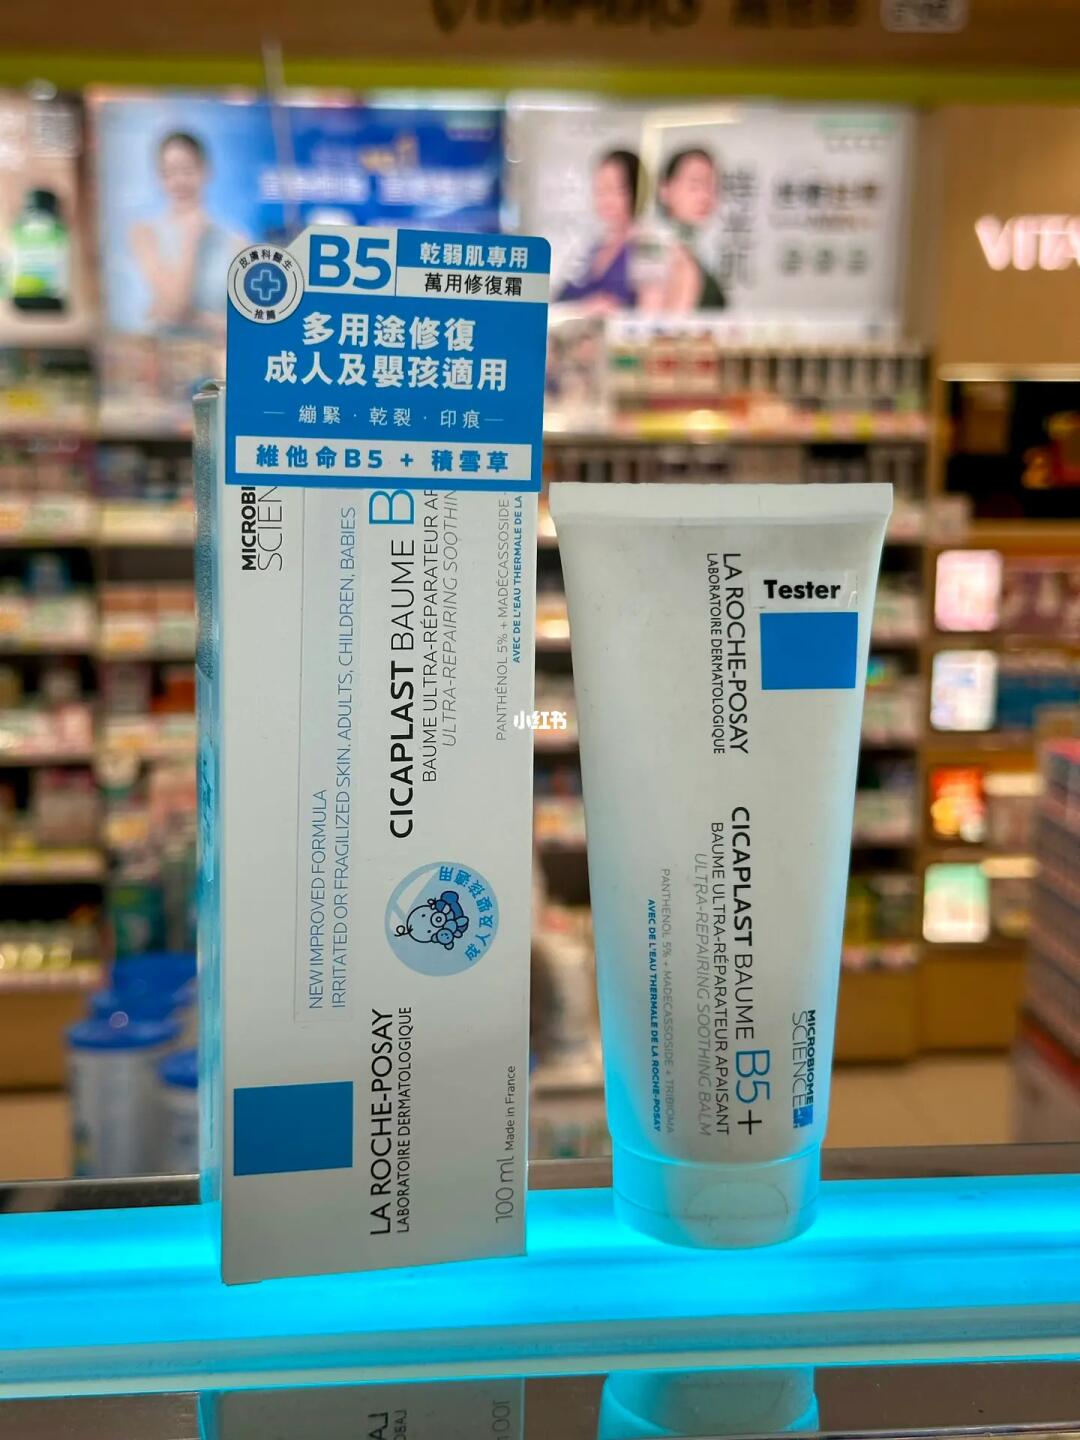 皮膚科醫生
推薦
B5
乾弱肌專用
萬用修復霜
多用途修復
成人及嬰孩適用
繃緊 · 乾裂 · 印痕
維他命B5 + 積雪草
MICROBI
SCIEN
NEW IMPROVED FORMULA
IRRITATED OR FRAGILIZED SKIN. ADULTS, CHILDREN, BABIES
CICAPLAST BAUME B
BAUME ULTRA-RÉPARATEUR AP
ULTRA-REPAIRING SOOTHIN
PANTHÉNOL 5% + MADÉCASSOSIDE
AVEC DE L'EAU THERMALE DE LA
成人及嬰孩適用
LA ROCHE-POSAY
LABORATOIRE DERMATOLOGIQUE
100 ml Made in France
小红书
Tester
LA ROCHE-POSAY
LABORATOIRE DERMATOLOGIQUE
CICAPLAST BAUME B5+
BAUME ULTRA-RÉPARATEUR APAISANT
ULTRA-REPAIRING SOOTHING BALM
PANTHENOL 5% + MADECASSOSIDE + TRIBIOMA
AVEC DE L'EAU THERMALE DE LA ROCHE-POSAY
MICROBIOME
SCIENCE
VITA